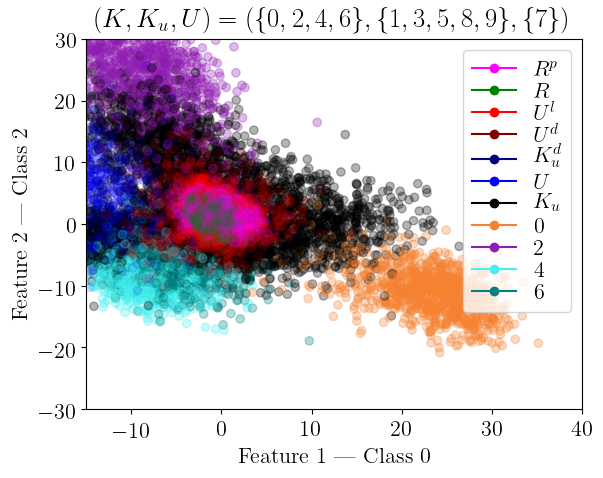 (K, K_u, U) = ({0, 2, 4, 6}, {1, 3, 5, 8, 9}, {7})
30
20
10
0
−10
−20
−30
Feature 2 — Class 2
R^p
R
U^l
U^d
K_u^d
U
K_u
0
2
4
6
−10
0
10
20
30
40
Feature 1 — Class 0